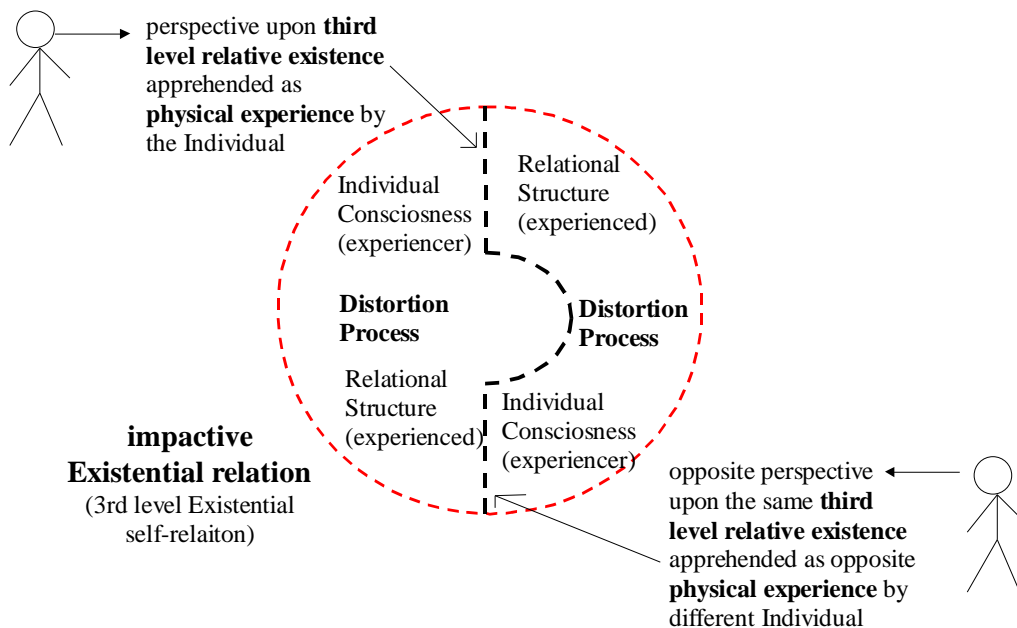 perspective upon third
level relative existence
apprehended as
physical experience by
the Individual
Individual
Consciosness
(experiencer)
Relational
Structure
(experienced)
Distortion
Process
Distortion
Process
Relational
Structure
(experienced)
Individual
Consciosness
(experiencer)
impactive
Existential relation
(3rd level Existential
self-relaiton)
opposite perspective
upon the same third
level relative existence
apprehended as opposite
physical experience by
different Individual